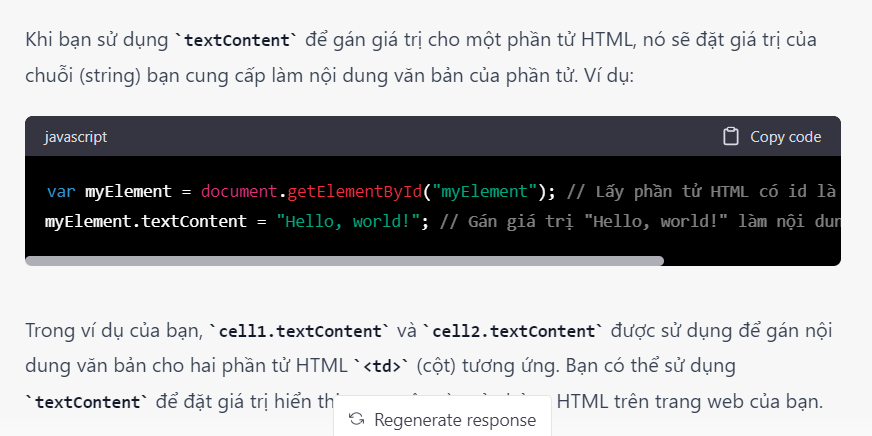 Khi bạn sử dụng `textContent` để gán giá trị cho một phần tử HTML, nó sẽ đặt giá trị của
chuỗi (string) bạn cung cấp làm nội dung văn bản của phần tử. Ví dụ:
javascript Copy code
var myElement = document.getElementById("myElement"); // Lấy phần tử HTML có id là
myElement.textContent = "Hello, world!"; // Gán giá trị "Hello, world!" làm nội
Trong ví dụ của bạn, `cell1.textContent` và `cell2.textContent` được sử dụng để gán nội
dung văn bản cho hai phần tử HTML `<td>` (cột) tương ứng. Bạn có thể sử dụng
`textContent` để đặt giá trị hiển HTML trên trang web của bạn.
Regenerate response